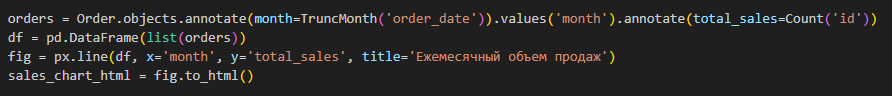 orders = Order.objects.annotate(month=TruncMonth('order_date')).values('month').annotate(total_sales=Count('id'))
df = pd.DataFrame(list(orders))
fig = px.line(df, x='month', y='total_sales', title='Ежемесячный объем продаж')
sales_chart_html = fig.to_html()